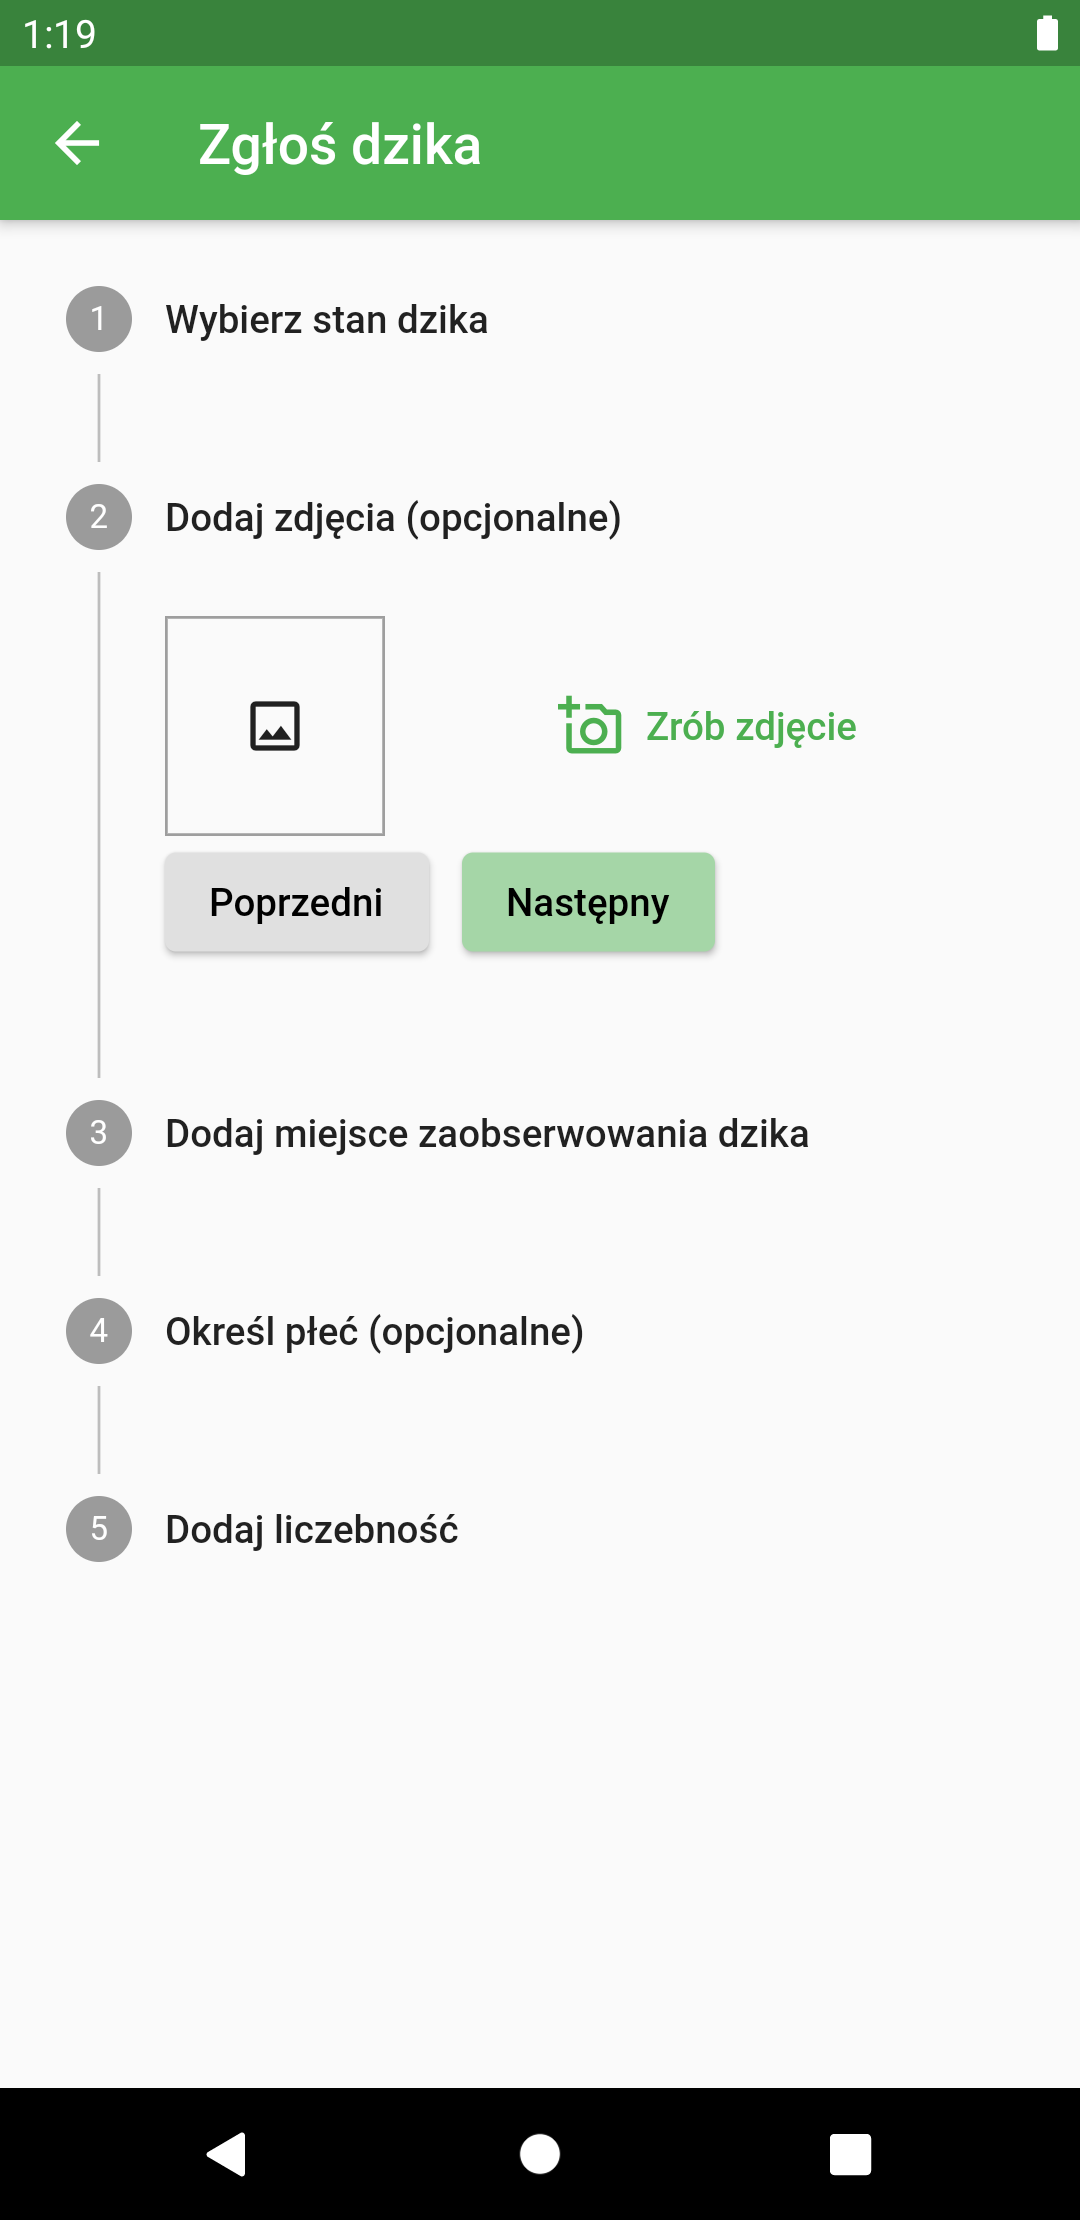 1:19
Zgłoś dzika
1
Wybierz stan dzika
2
Dodaj zdjęcia (opcjonalne)
Zrób zdjęcie
Poprzedni
Następny
3
Dodaj miejsce zaobserwowania dzika
4
Określ płeć (opcjonalne)
5
Dodaj liczebność